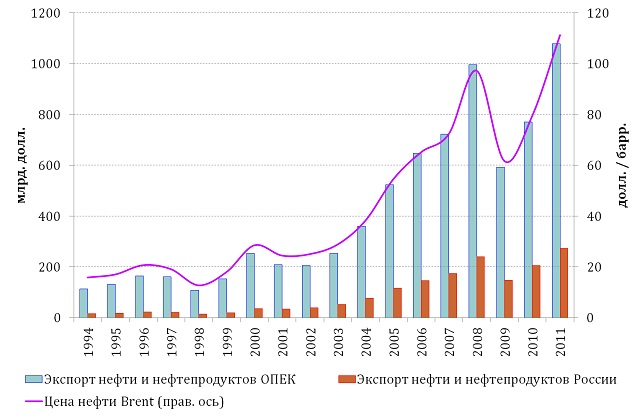 1200
1000
800
600
400
200
0
млрд. долл.
120
100
80
60
40
20
0
долл. / барр.
1994 1995 1996 1997 1998 1999 2000 2001 2002 2003 2004 2005 2006 2007 2008 2009 2010 2011
Экспорт нефти и нефтепродуктов ОПЕК Экспорт нефти и нефтепродуктов России
Цена нефти Brent (прав. ось)